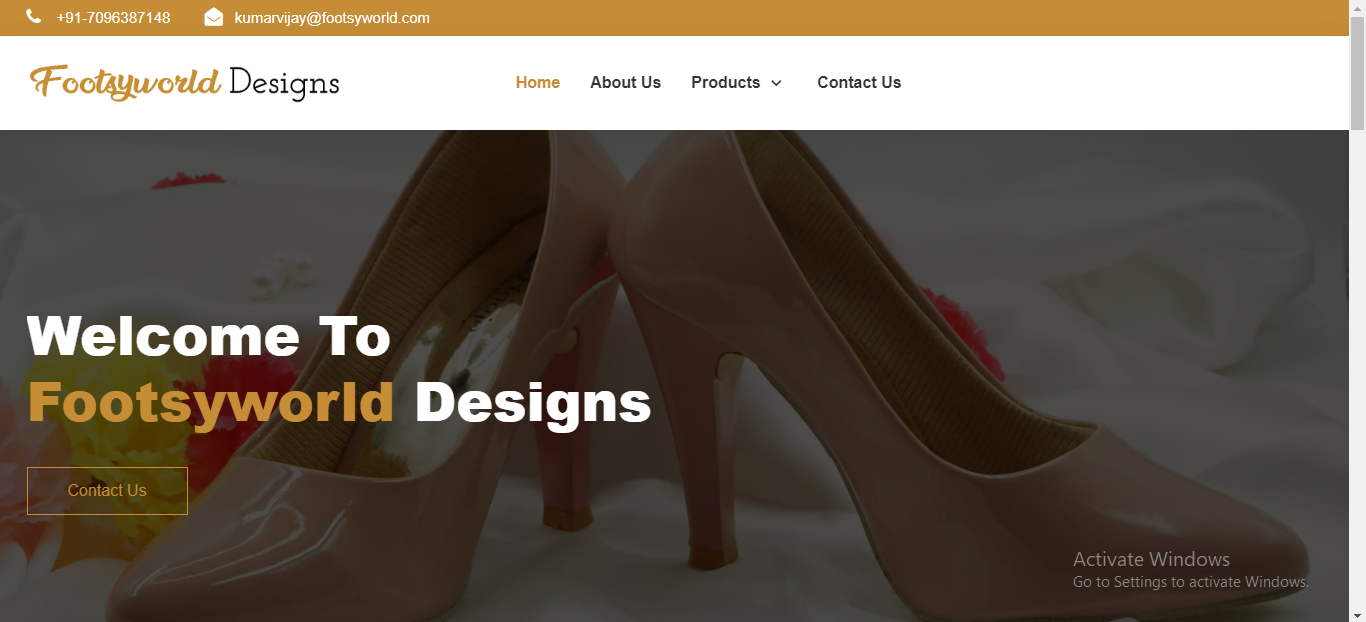 +91-7096387148 kumarvijay@footsyworld.com
Footsyworld Designs Home About Us Products Contact Us
Welcome To
Footsyworld Designs
Contact Us
Activate Windows
Go to Settings to activate Windows.